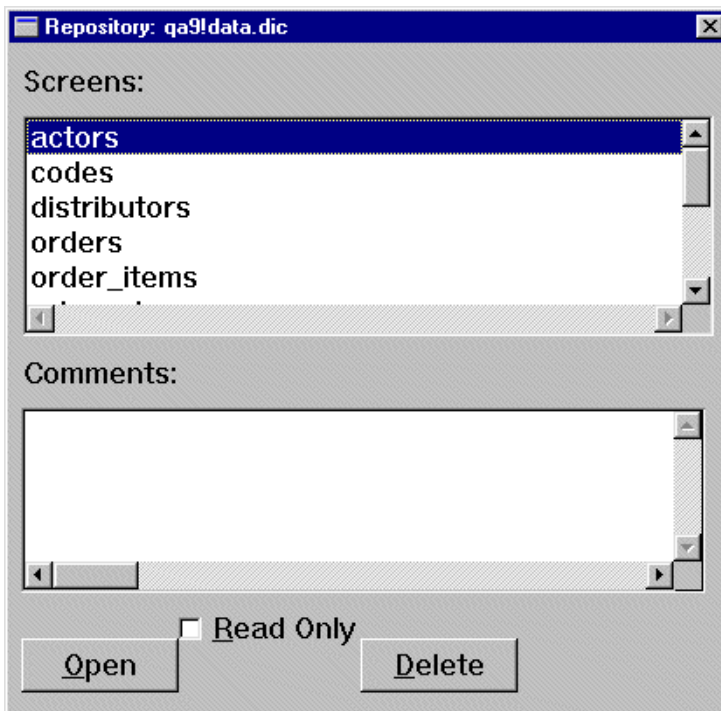 Repository: qa9!data.dic
Screens:
actors
codes
distributors
orders
order_items
Comments:
Read Only
Open
Delete